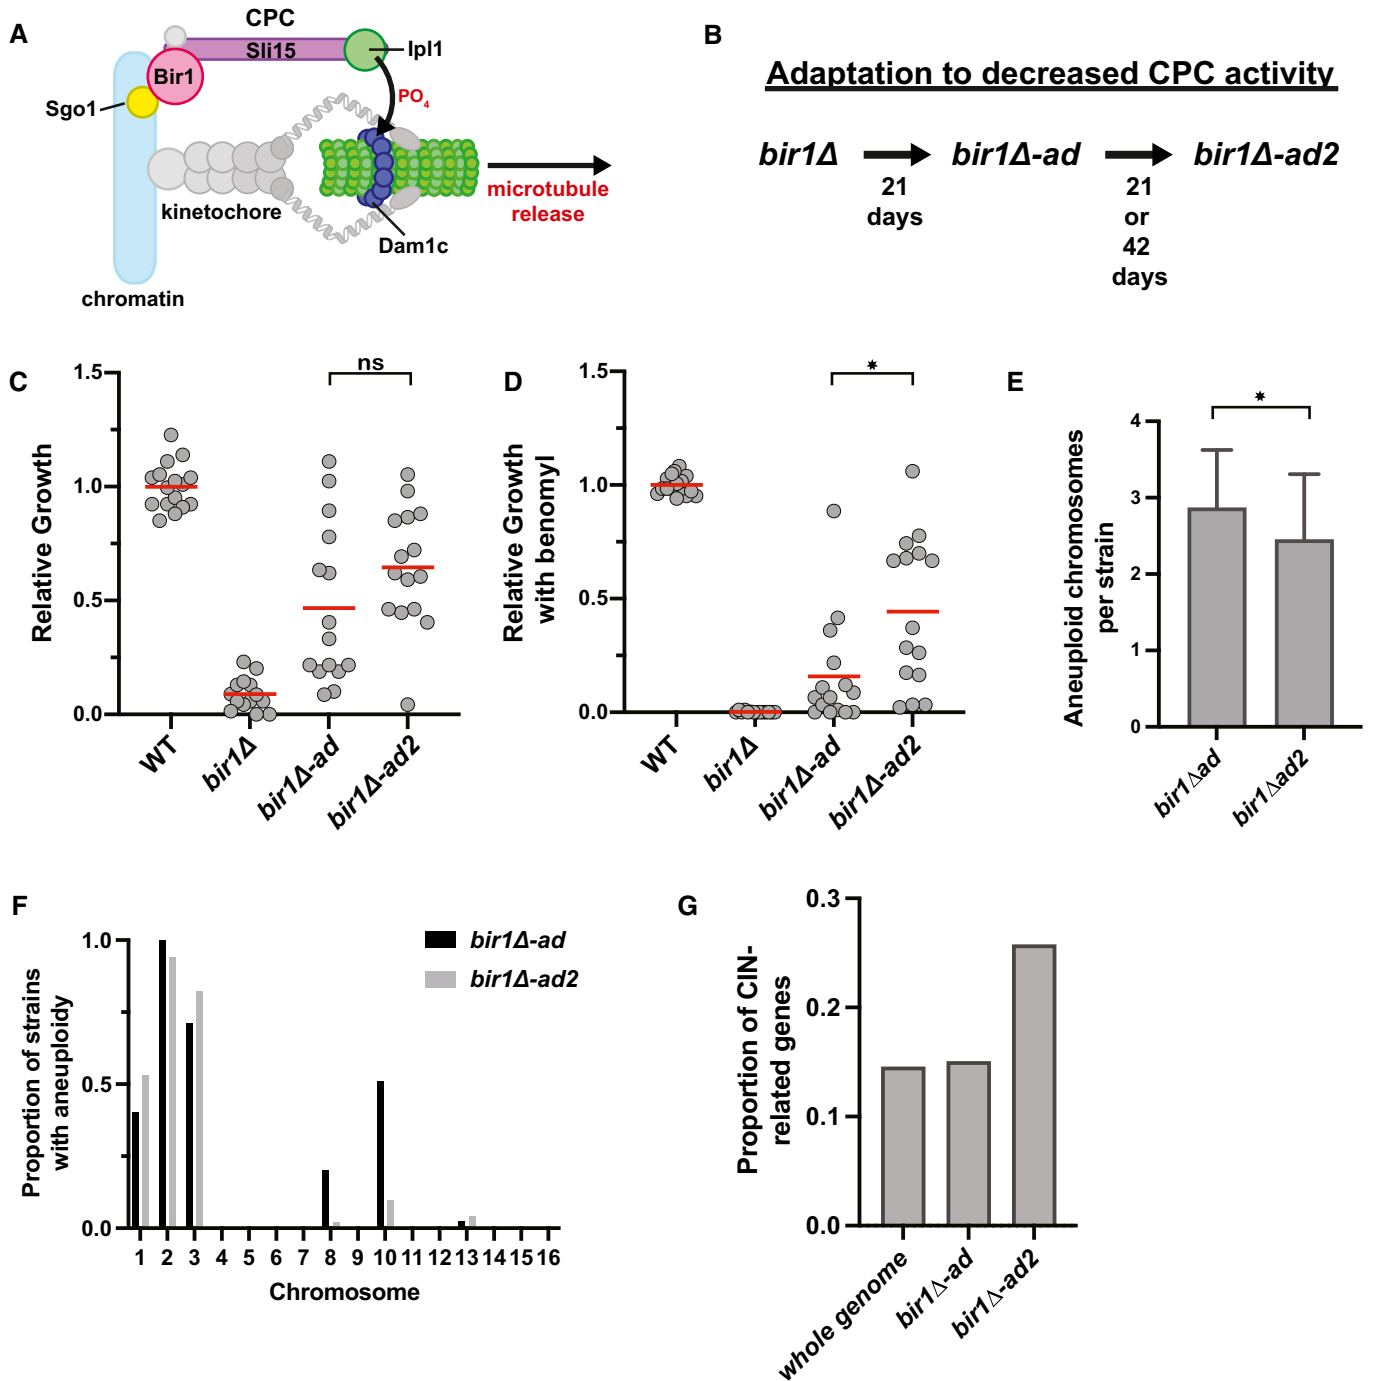 A
CPC
Sli15
Ipl1
Bir1
Sgo1
PO4
kinetochore
microtubule
release
Dam1c
chromatin
B
Adaptation to decreased CPC activity
bir1Δ
bir1Δ-ad
bir1Δ-ad2
21
days
21
or
42
days
C
Relative Growth
1.5
1.0
0.5
0.0
ns
WT
bir1Δ
bir1Δ-ad
bir1Δ-ad2
D
Relative Growth
with benomyl
1.5
1.0
0.5
0.0
*
WT
bir1Δ
bir1Δ-ad
bir1Δ-ad2
E
Aneuploid chromosomes
per strain
4
3
2
1
0
*
bir1Δad
bir1Δad2
F
Proportion of strains
with aneuploidy
1.0
0.5
0.0
bir1Δ-ad
bir1Δ-ad2
1 2 3 4 5 6 7 8 9 10 11 12 13 14 15 16
Chromosome
G
Proportion of CIN-
related genes
0.3
0.2
0.1
0.0
whole genome
bir1Δ-ad
bir1Δ-ad2